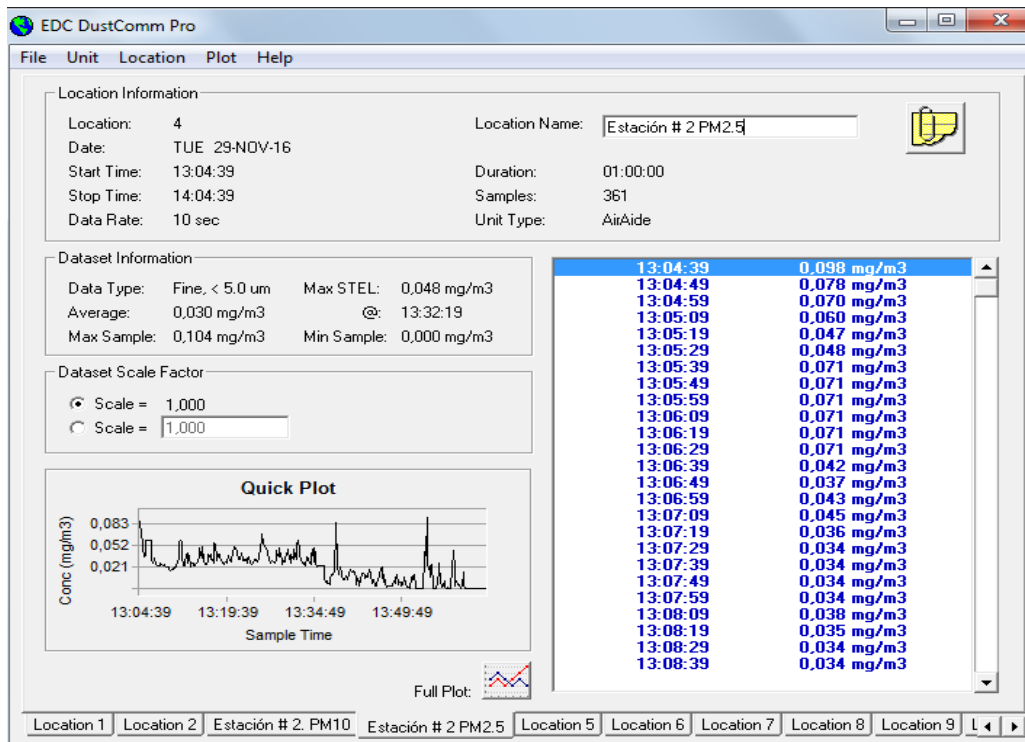 EDC DustComm Pro
File Unit Location Plot Help
Location Information
Location: 4
Location Name: Estación # 2 PM2.5
Date: TUE 29-NOV-16
Start Time: 13:04:39
Duration: 01:00:00
Stop Time: 14:04:39
Samples: 361
Data Rate: 10 sec
Unit Type: AirAide
Dataset Information
Data Type: Fine, < 5.0 um Max STEL: 0,048 mg/m3
Average: 0,030 mg/m3 @: 13:32:19
Max Sample: 0,104 mg/m3 Min Sample: 0,000 mg/m3
Dataset Scale Factor
Scale = 1,000
Scale = 1,000
Quick Plot
Conc (mg/m3)
0,083
0,052
0,021
13:04:39 13:19:39 13:34:49 13:49:49
Sample Time
Full Plot:
13:04:39 0,098 mg/m3
13:04:49 0,078 mg/m3
13:04:59 0,070 mg/m3
13:05:09 0,060 mg/m3
13:05:19 0,047 mg/m3
13:05:29 0,048 mg/m3
13:05:39 0,071 mg/m3
13:05:49 0,071 mg/m3
13:05:59 0,071 mg/m3
13:06:09 0,071 mg/m3
13:06:19 0,071 mg/m3
13:06:29 0,071 mg/m3
13:06:39 0,042 mg/m3
13:06:49 0,037 mg/m3
13:06:59 0,043 mg/m3
13:07:09 0,045 mg/m3
13:07:19 0,036 mg/m3
13:07:29 0,034 mg/m3
13:07:39 0,034 mg/m3
13:07:49 0,034 mg/m3
13:07:59 0,034 mg/m3
13:08:09 0,038 mg/m3
13:08:19 0,035 mg/m3
13:08:29 0,034 mg/m3
13:08:39 0,034 mg/m3
Location 1 Location 2 Estación # 2. PM10 Estación # 2 PM2.5 Location 5 Location 6 Location 7 Location 8 Location 9 L